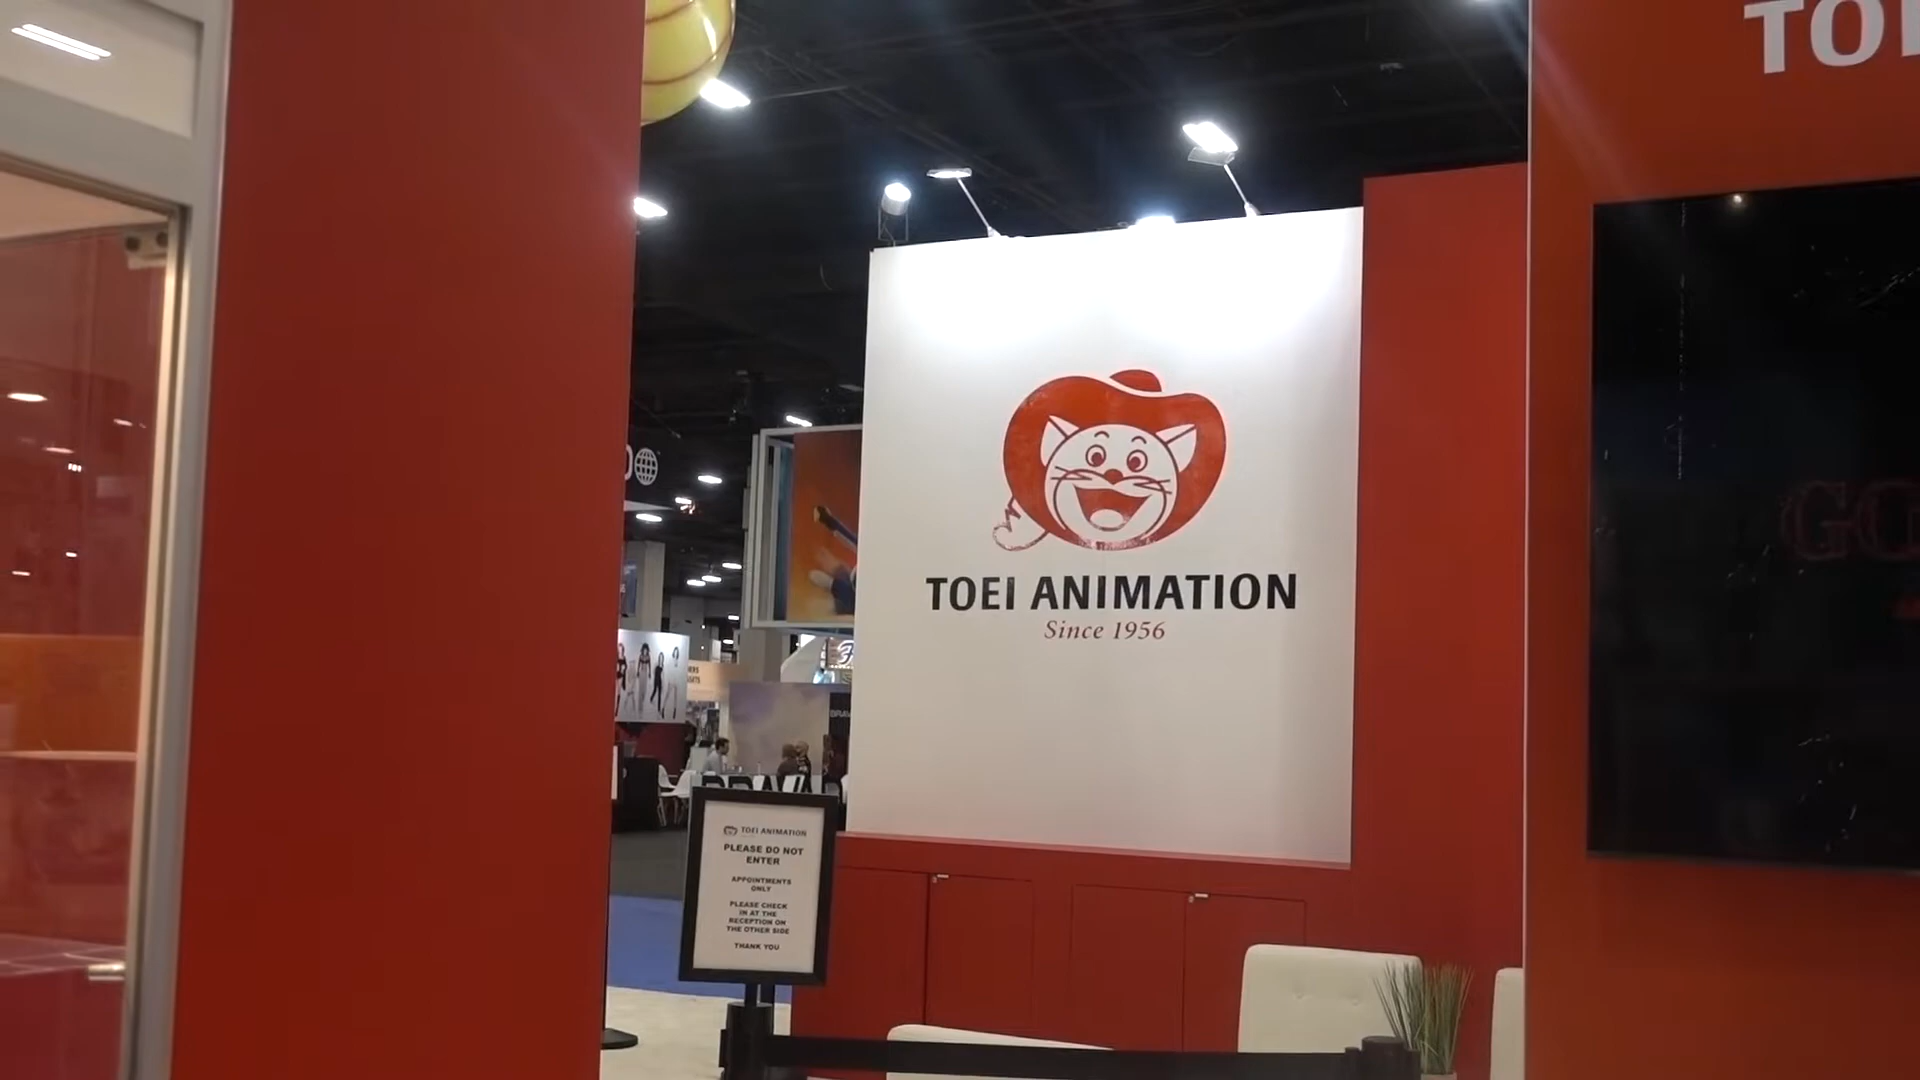 TOEI ANIMATION
Since 1956
TOEI ANIMATION
PLEASE DO NOT
ENTER
APPOINTMENTS
ONLY
PLEASE CHECK
IN AT THE
RECEPTION ON
THE OTHER SIDE
THANK YOU